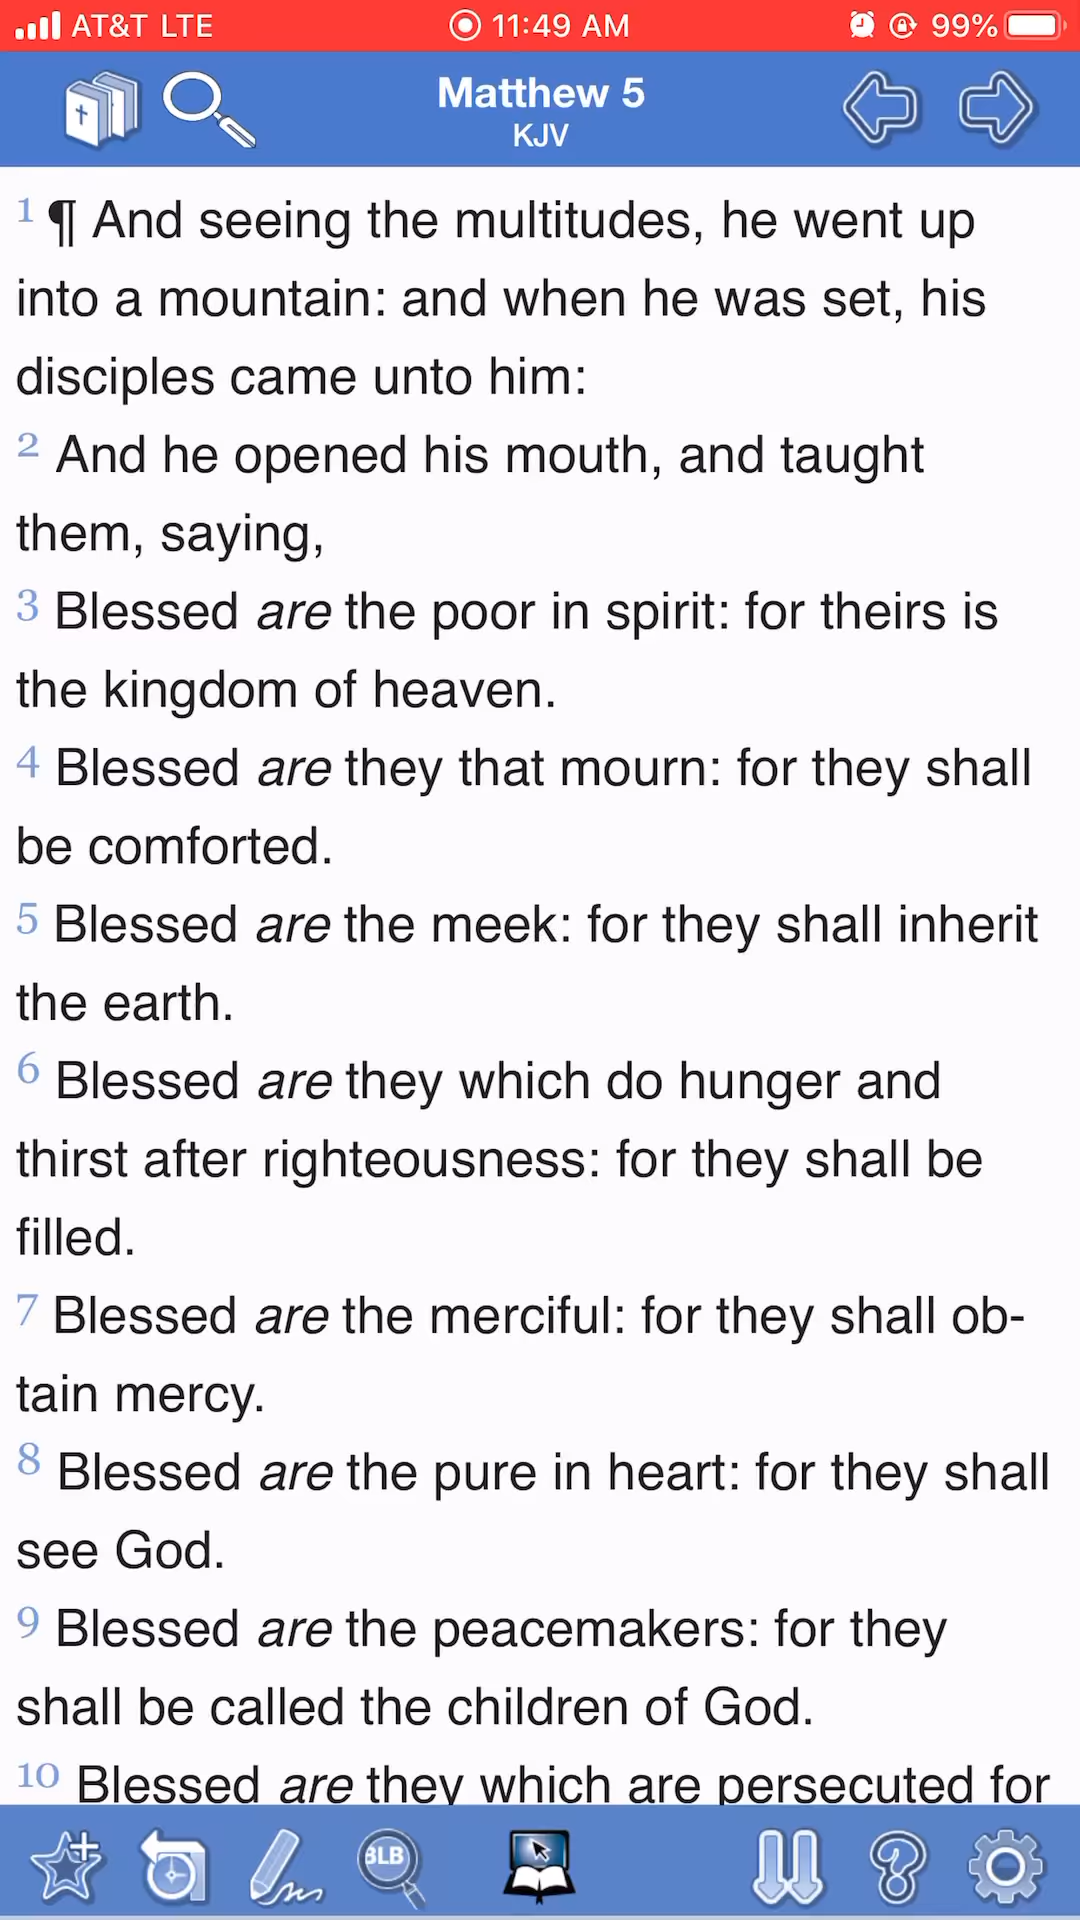 AT&T LTE 11:49 AM 99%
Matthew 5
KJV
1 ¶ And seeing the multitudes, he went up
into a mountain: and when he was set, his
disciples came unto him:
2 And he opened his mouth, and taught
them, saying,
3 Blessed are the poor in spirit: for theirs is
the kingdom of heaven.
4 Blessed are they that mourn: for they shall
be comforted.
5 Blessed are the meek: for they shall inherit
the earth.
6 Blessed are they which do hunger and
thirst after righteousness: for they shall be
filled.
7 Blessed are the merciful: for they shall ob-
tain mercy.
8 Blessed are the pure in heart: for they shall
see God.
9 Blessed are the peacemakers: for they
shall be called the children of God.
10 Blessed are they which are persecuted for
BLB